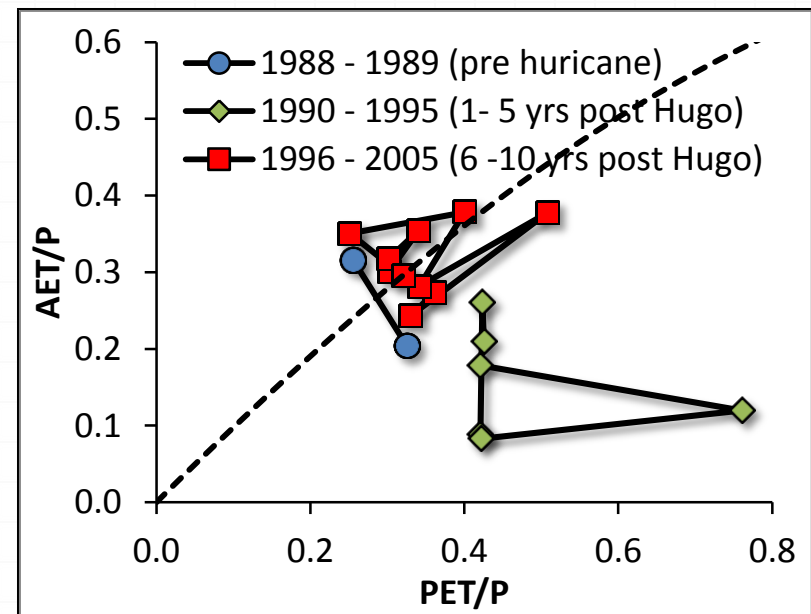 0.6
0.5
0.4
0.3
0.2
0.1
0.0
AET/P
1988 - 1989 (pre huricane)
1990 - 1995 (1- 5 yrs post Hugo)
1996 - 2005 (6 -10 yrs post Hugo)
0.0 0.2 0.4 0.6 0.8
PET/P